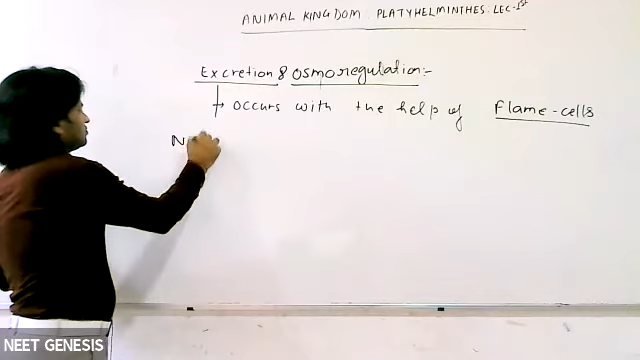 ANIMAL KINGDOM : PLATYHELMINTHES : LEC-1st
Excretion & osmoregulation :-
→ occurs with the help of flame-cells
N
NEET GENESIS